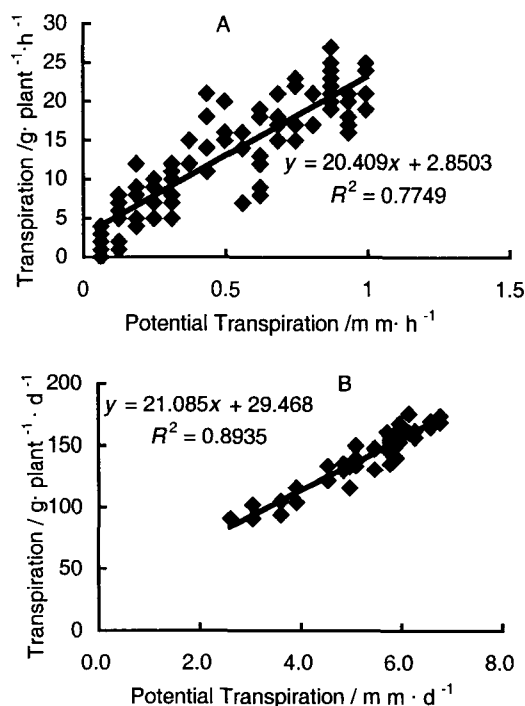 A
30
25
20
15
10
5
0
Transpiration /g· plant ⁻¹·h⁻¹
y = 20.409x + 2.8503
R² = 0.7749
0 0.5 1 1.5
Potential Transpiration /m m· h ⁻¹
B
200
150
100
50
0
Transpiration / g· plant ⁻¹ · d ⁻¹
y = 21.085x + 29.468
R² = 0.8935
0.0 2.0 4.0 6.0 8.0
Potential Transpiration / m m· d ⁻¹